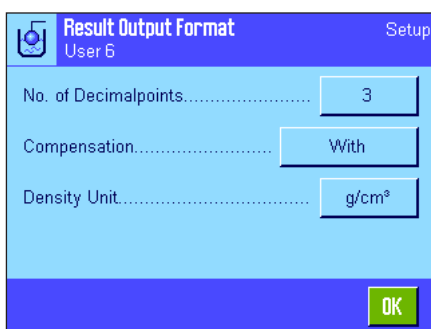 Result Output Format Setup
User 6
No. of Decimalpoints........................ 3
Compensation.......................... With
Density Unit.................................... g/cm³
OK